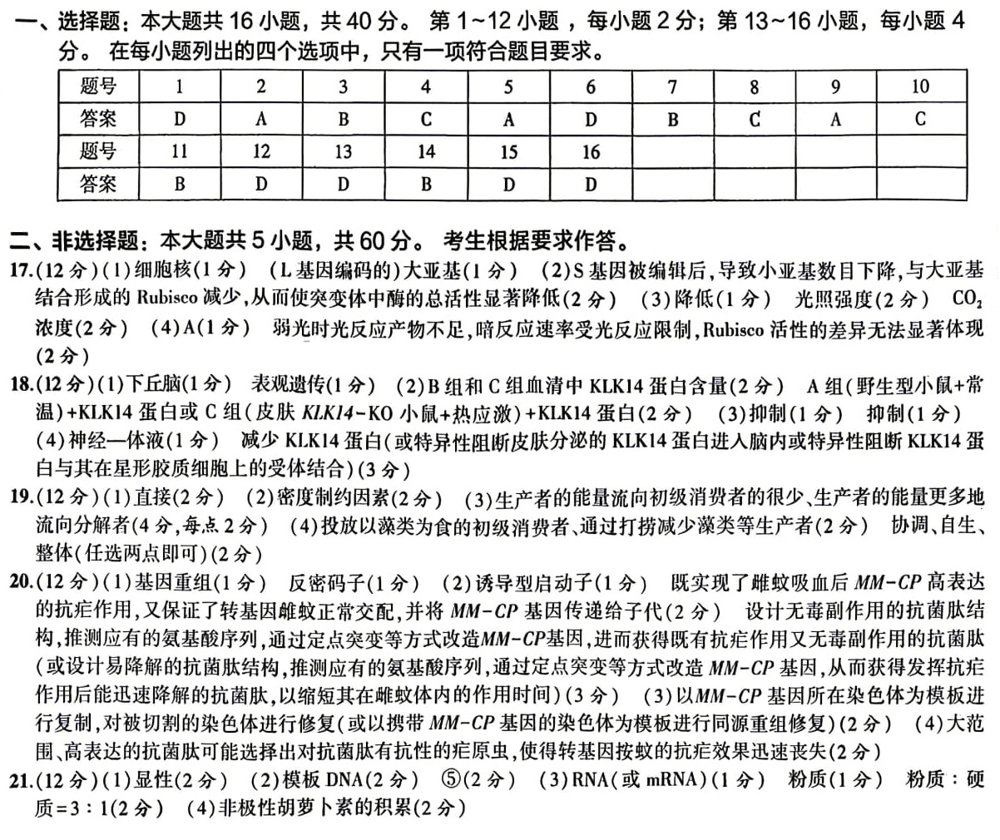 一、选择题：本大题共 16 小题，共 40 分。 第 1~12 小题 ，每小题 2 分；第 13~16 小题，每小题 4
分。 在每小题列出的四个选项中，只有一项符合题目要求。
题号 1 2 3 4 5 6 7 8 9 10
答案 D A B C A D B C A C
题号 11 12 13 14 15 16
答案 B D D B D D
二、非选择题：本大题共 5 小题，共 60 分。 考生根据要求作答。
17.(12 分)(1)细胞核(1 分) (L 基因编码的)大亚基(1 分) (2)S 基因被编辑后,导致小亚基数目下降,与大亚基
结合形成的 Rubisco 减少,从而使突变体中酶的总活性显著降低(2 分) (3)降低(1 分) 光照强度(2 分) CO₂
浓度(2 分) (4)A(1 分) 弱光时光反应产物不足,暗反应速率受光反应限制,Rubisco 活性的差异无法显著体现
(2 分)
18.(12 分)(1)下丘脑(1 分) 表观遗传(1 分) (2)B 组和 C 组血清中 KLK14 蛋白含量(2 分) A 组(野生型小鼠+常
温)+KLK14 蛋白或 C 组(皮肤 KLK14-KO 小鼠+热应激)+KLK14 蛋白(2 分) (3)抑制(1 分) 抑制(1 分)
(4)神经—体液(1 分) 减少 KLK14 蛋白(或特异性阻断皮肤分泌的 KLK14 蛋白进入脑内或特异性阻断 KLK14 蛋
白与其在星形胶质细胞上的受体结合)(3 分)
19.(12 分)(1)直接(2 分) (2)密度制约因素(2 分) (3)生产者的能量流向初级消费者的很少、生产者的能量更多地
流向分解者(4 分,每点 2 分) (4)投放以藻类为食的初级消费者、通过打捞减少藻类等生产者(2 分) 协调、自生、
整体(任选两点即可)(2 分)
20.(12 分)(1)基因重组(1 分) 反密码子(1 分) (2)诱导型启动子(1 分) 既实现了雌蚊吸血后 MM-CP 高表达
的抗疟作用,又保证了转基因雌蚊正常交配,并将 MM-CP 基因传递给子代(2 分) 设计无毒副作用的抗菌肽结
构,推测应有的氨基酸序列,通过定点突变等方式改造MM-CP基因,进而获得既有抗疟作用又无毒副作用的抗菌肽
(或设计易降解的抗菌肽结构,推测应有的氨基酸序列,通过定点突变等方式改造 MM-CP 基因,从而获得发挥抗疟
作用后能迅速降解的抗菌肽,以缩短其在雌蚊体内的作用时间)(3 分) (3)以MM-CP 基因所在染色体为模板进
行复制,对被切割的染色体进行修复(或以携带 MM-CP 基因的染色体为模板进行同源重组修复)(2 分) (4)大范
围、高表达的抗菌肽可能选择出对抗菌肽有抗性的疟原虫,使得转基因按蚊的抗疟效果迅速丧失(2 分)
21.(12 分)(1)显性(2 分) (2)模板 DNA(2 分) ⑤(2 分) (3)RNA(或 mRNA)(1 分) 粉质(1 分) 粉质∶硬
质=3∶1(2 分) (4)非极性胡萝卜素的积累(2 分)